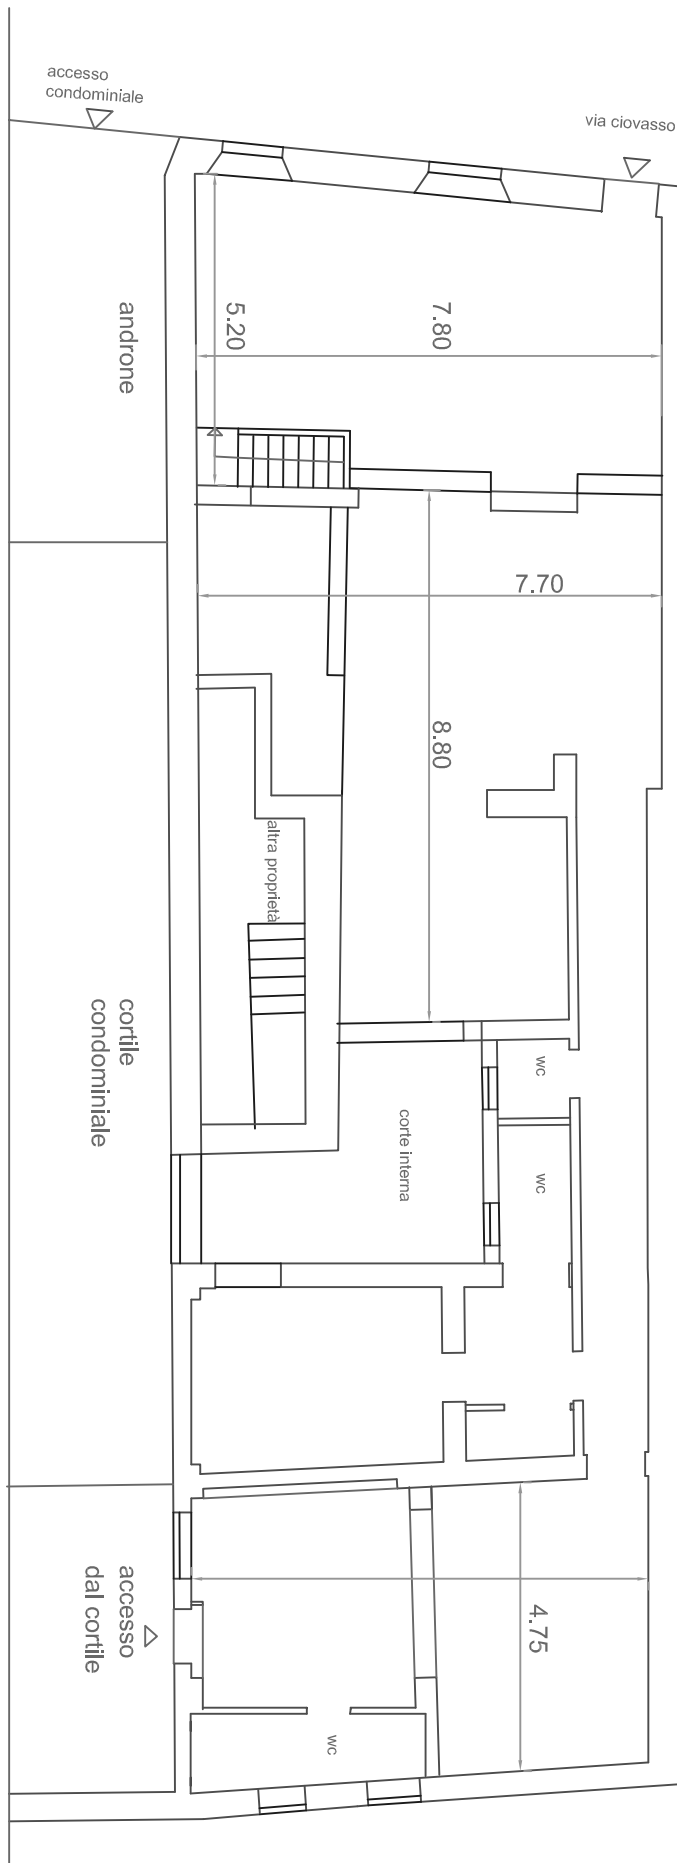 accesso
condominiale
via ciovasso
androne
5.20
7.80
7.70
8.80
altra proprietà
cortile
condominiale
wc
wc
corte interna
accesso
dal cortile
4.75
wc